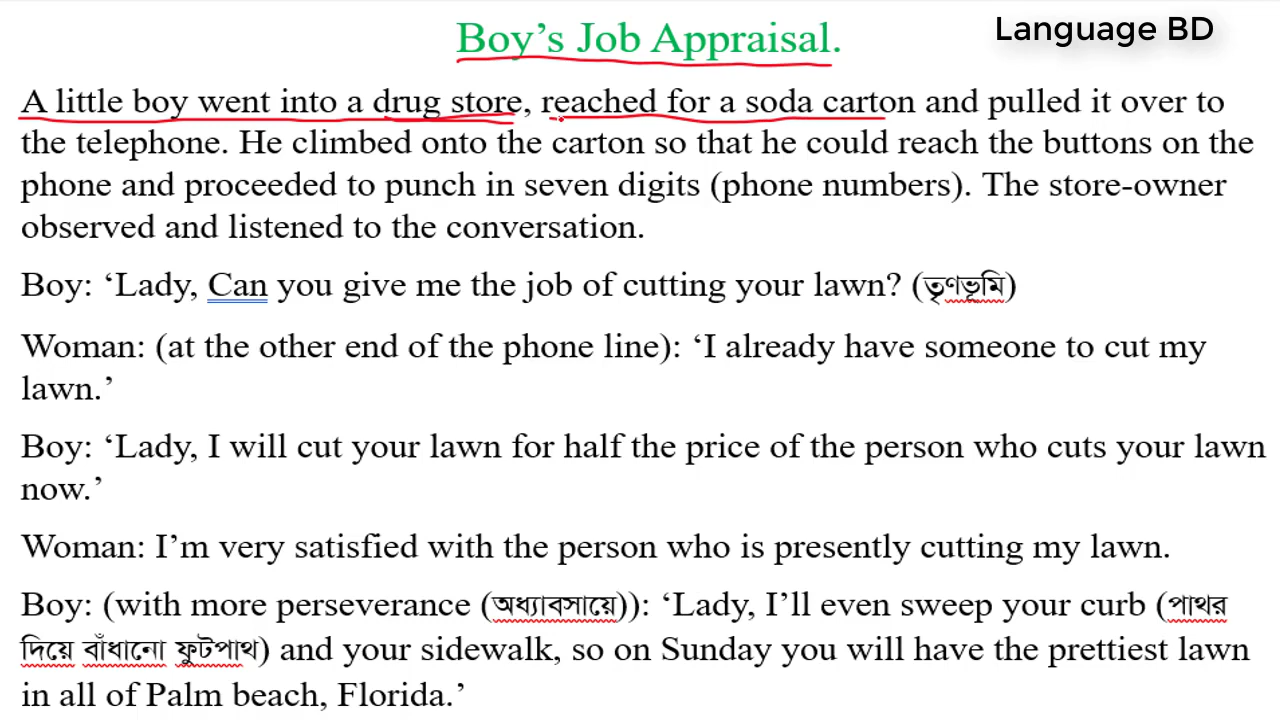 Boy’s Job Appraisal.
Language BD
A little boy went into a drug store, reached for a soda carton and pulled it over to
the telephone. He climbed onto the carton so that he could reach the buttons on the
phone and proceeded to punch in seven digits (phone numbers). The store-owner
observed and listened to the conversation.
Boy: ‘Lady, Can you give me the job of cutting your lawn? (তৃণভূমি)
Woman: (at the other end of the phone line): ‘I already have someone to cut my
lawn.’
Boy: ‘Lady, I will cut your lawn for half the price of the person who cuts your lawn
now.’
Woman: I’m very satisfied with the person who is presently cutting my lawn.
Boy: (with more perseverance (অধ্যাবসায়ে)): ‘Lady, I’ll even sweep your curb (পাথর
দিয়ে বাঁধানো ফুটপাথ) and your sidewalk, so on Sunday you will have the prettiest lawn
in all of Palm beach, Florida.’